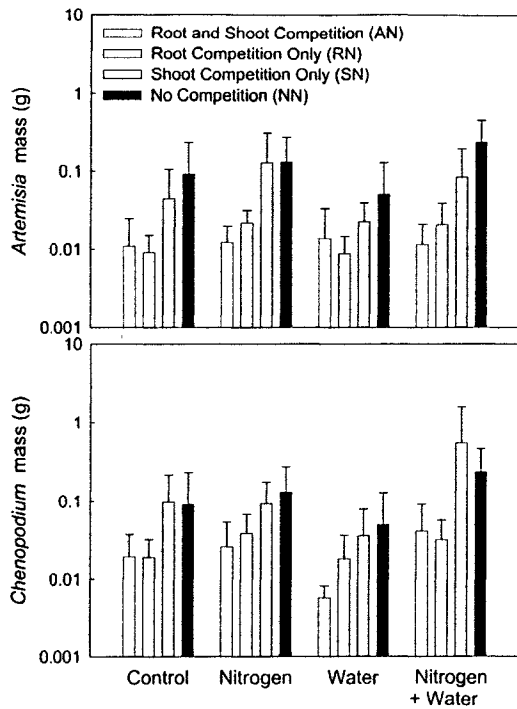 10
Root and Shoot Competition (AN)
Root Competition Only (RN)
Shoot Competition Only (SN)
No Competition (NN)
1
0.1
0.01
0.001
Artemisia mass (g)
10
1
0.1
0.01
0.001
Chenopodium mass (g)
Control
Nitrogen
Water
Nitrogen
+ Water